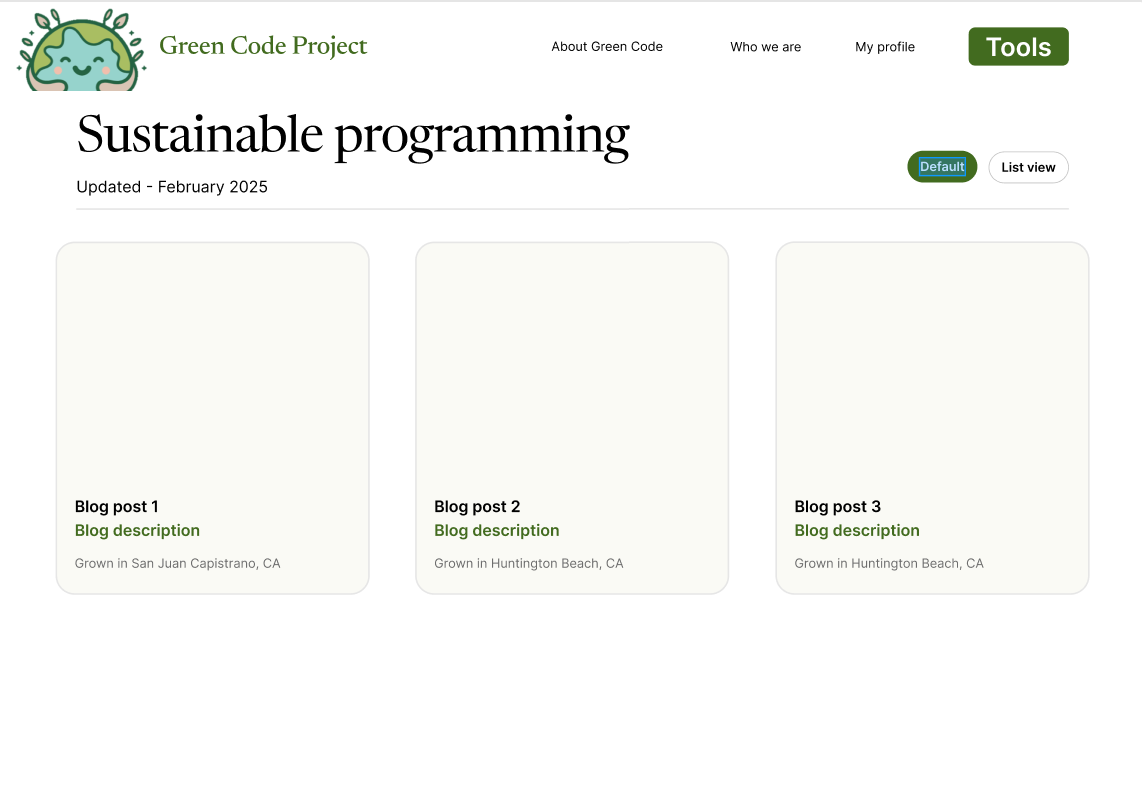 Green Code Project
About Green Code
Who we are
My profile
Tools
Sustainable programming
Updated - February 2025
Default
List view
Blog post 1
Blog description
Grown in San Juan Capistrano, CA
Blog post 2
Blog description
Grown in Huntington Beach, CA
Blog post 3
Blog description
Grown in Huntington Beach, CA